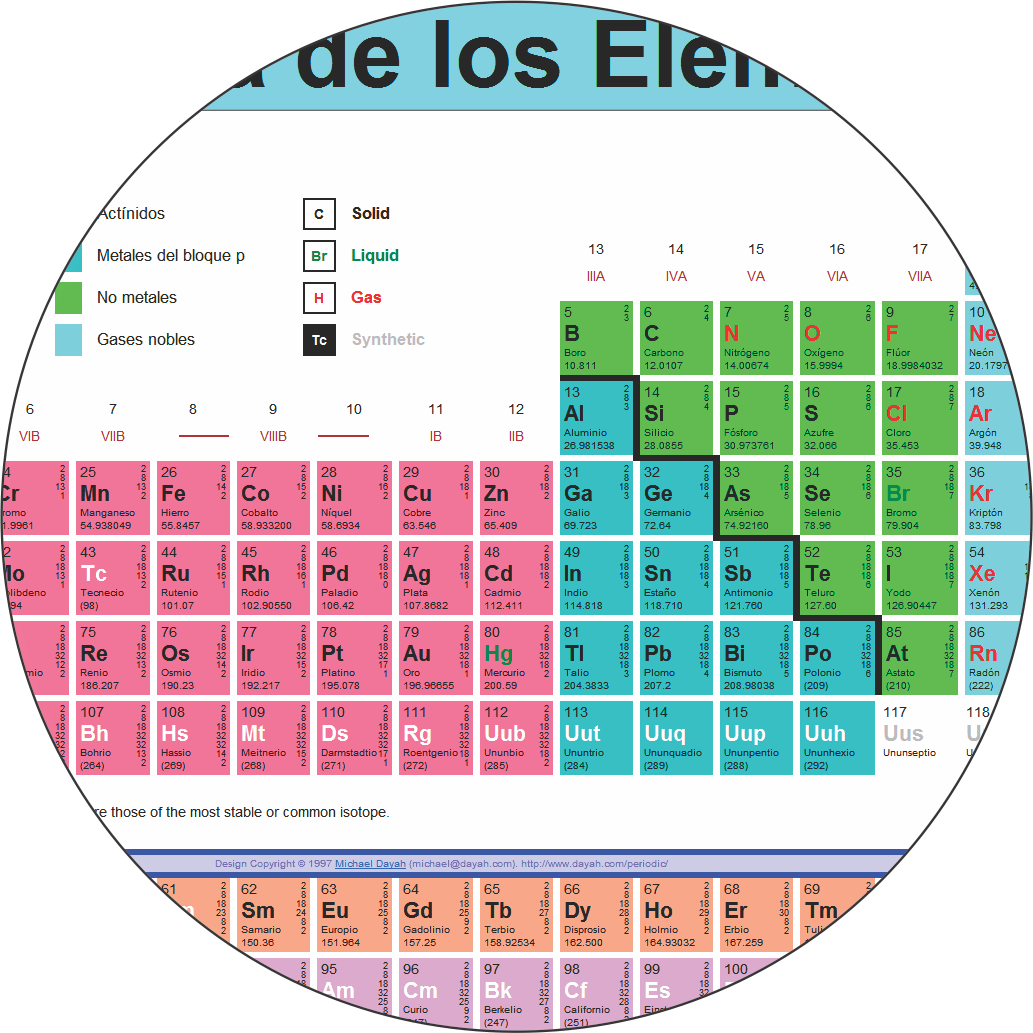 de los
Actínidos C Solid
Metales del bloque p Br Liquid
No metales H Gas
Gases nobles Tc Synthetic
13 14 15 16 17
IIIA IVA VA VIA VIIA
5 6 7 8 9 10
B C N O F Ne
Boro Carbono Nitrógeno Oxígeno Flúor Neón
10.811 12.0107 14.00674 15.9994 18.9984032 20.1797
13 14 15 16 17 18
Al Si P S Cl Ar
Aluminio Silicio Fósforo Azufre Cloro Argón
26.981538 28.0855 30.973761 32.066 35.453 39.948
6 7 8 9 10 11 12
VIB VIIB VIIIB IB IIB
25 26 27 28 29 30 31 32 33 34 35 36
Mn Fe Co Ni Cu Zn Ga Ge As Se Br Kr
Manganeso Hierro Cobalto Níquel Cobre Zinc Galio Germanio Arsénico Selenio Bromo Kriptón
54.938049 55.8457 58.933200 58.6934 63.546 65.409 69.723 72.64 74.92160 78.96 79.904 83.798
43 44 45 46 47 48 49 50 51 52 53 54
Tc Ru Rh Pd Ag Cd In Sn Sb Te I Xe
Tecnecio Rutenio Rodio Paladio Plata Cadmio Indio Estaño Antimonio Teluro Yodo Xenón
(98) 101.07 102.90550 106.42 107.8682 112.411 114.818 118.710 121.760 127.60 126.90447 131.293
75 76 77 78 79 80 81 82 83 84 85 86
Re Os Ir Pt Au Hg Tl Pb Bi Po At Rn
Renio Osmio Iridio Platino Oro Mercurio Talio Plomo Bismuto Polonio Astato Radón
186.207 190.23 192.217 195.078 196.96655 200.59 204.3833 207.2 208.98038 (209) (210) (222)
107 108 109 110 111 112 113 114 115 116 117 118
Bh Hs Mt Ds Rg Uub Uut Uuq Uup Uuh Uus
Bohrio Hassio Meitnerio Darmstadtio Roentgenio Ununbio Ununtrio Ununquadio Ununpentio Ununhexio Ununseptio
(264) (269) (268) (271) (272) (285) (284) (289) (288) (292)
re those of the most stable or common isotope.
Design Copyright © 1997 Michael Dayah (michael@dayah.com). http://www.dayah.com/periodic/
61 62 63 64 65 66 67 68 69
Sm Eu Gd Tb Dy Ho Er Tm
Samario Europio Gadolinio Terbio Disprosio Holmio Erbio
150.36 151.964 157.25 158.92534 162.500 164.93032 167.259
95 96 97 98 99 100
Am Cm Bk Cf Es
Curio Berkelio Californio
(247) (251)